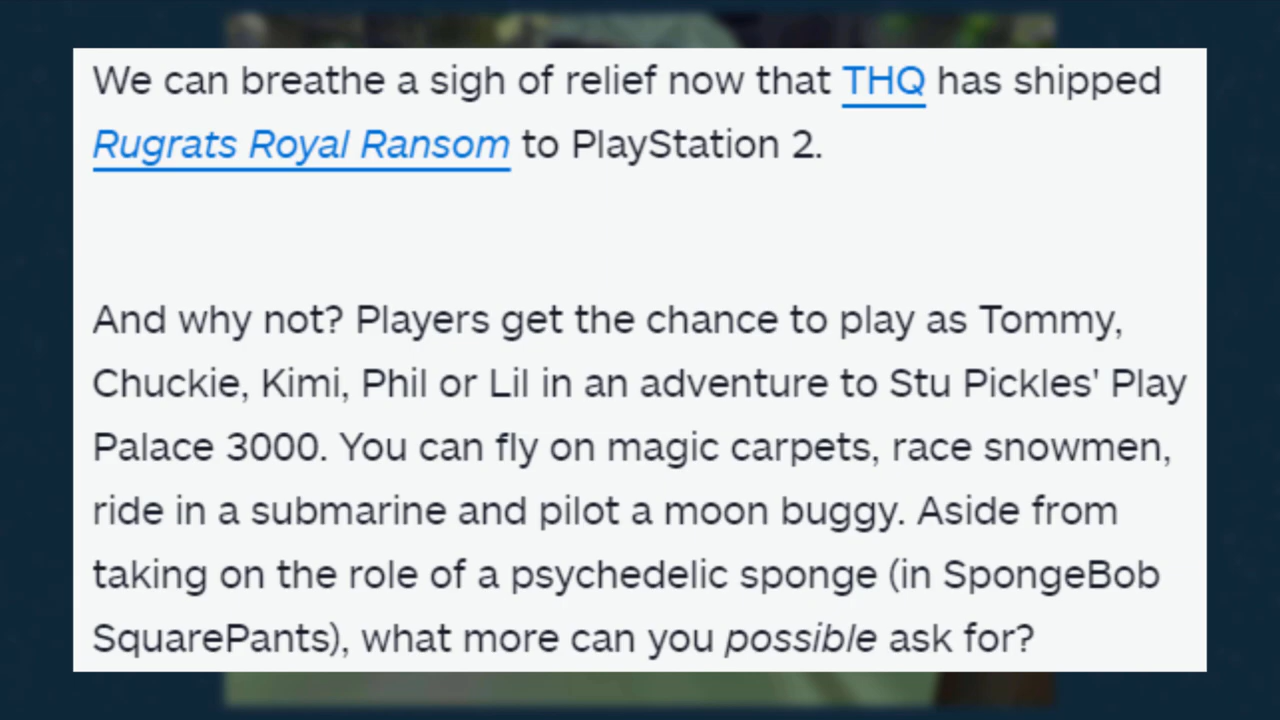 We can breathe a sigh of relief now that THQ has shipped
Rugrats Royal Ransom to PlayStation 2.
And why not? Players get the chance to play as Tommy,
Chuckie, Kimi, Phil or Lil in an adventure to Stu Pickles' Play
Palace 3000. You can fly on magic carpets, race snowmen,
ride in a submarine and pilot a moon buggy. Aside from
taking on the role of a psychedelic sponge (in SpongeBob
SquarePants), what more can you possible ask for?